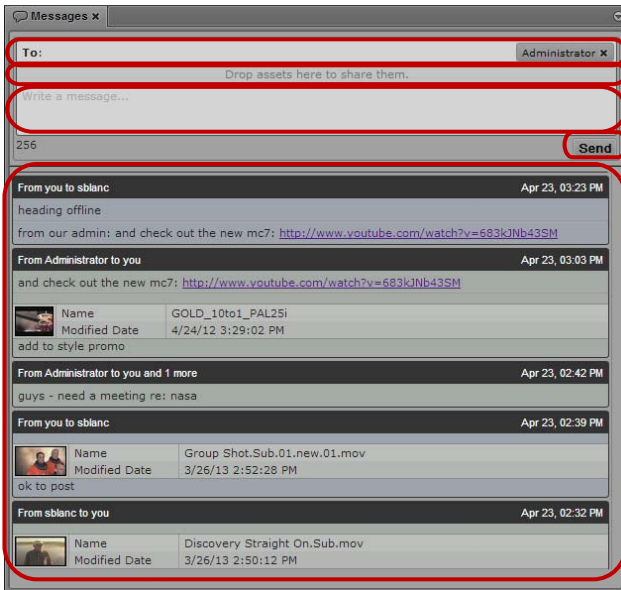 Messages ×
To: Administrator ×
Drop assets here to share them.
Write a message...
256 Send
From you to sblanc Apr 23, 03:23 PM
heading offline
from our admin: and check out the new mc7: http://www.youtube.com/watch?v=683kJNb43SM
From Administrator to you Apr 23, 03:03 PM
and check out the new mc7: http://www.youtube.com/watch?v=683kJNb43SM
Name GOLD_10to1_PAL25i
Modified Date 4/24/12 3:29:02 PM
add to style promo
From Administrator to you and 1 more Apr 23, 02:42 PM
guys - need a meeting re: nasa
From you to sblanc Apr 23, 02:39 PM
Name Group Shot.Sub.01.new.01.mov
Modified Date 3/26/13 2:52:28 PM
ok to post
From sblanc to you Apr 23, 02:32 PM
Name Discovery Straight On.Sub.mov
Modified Date 3/26/13 2:50:12 PM